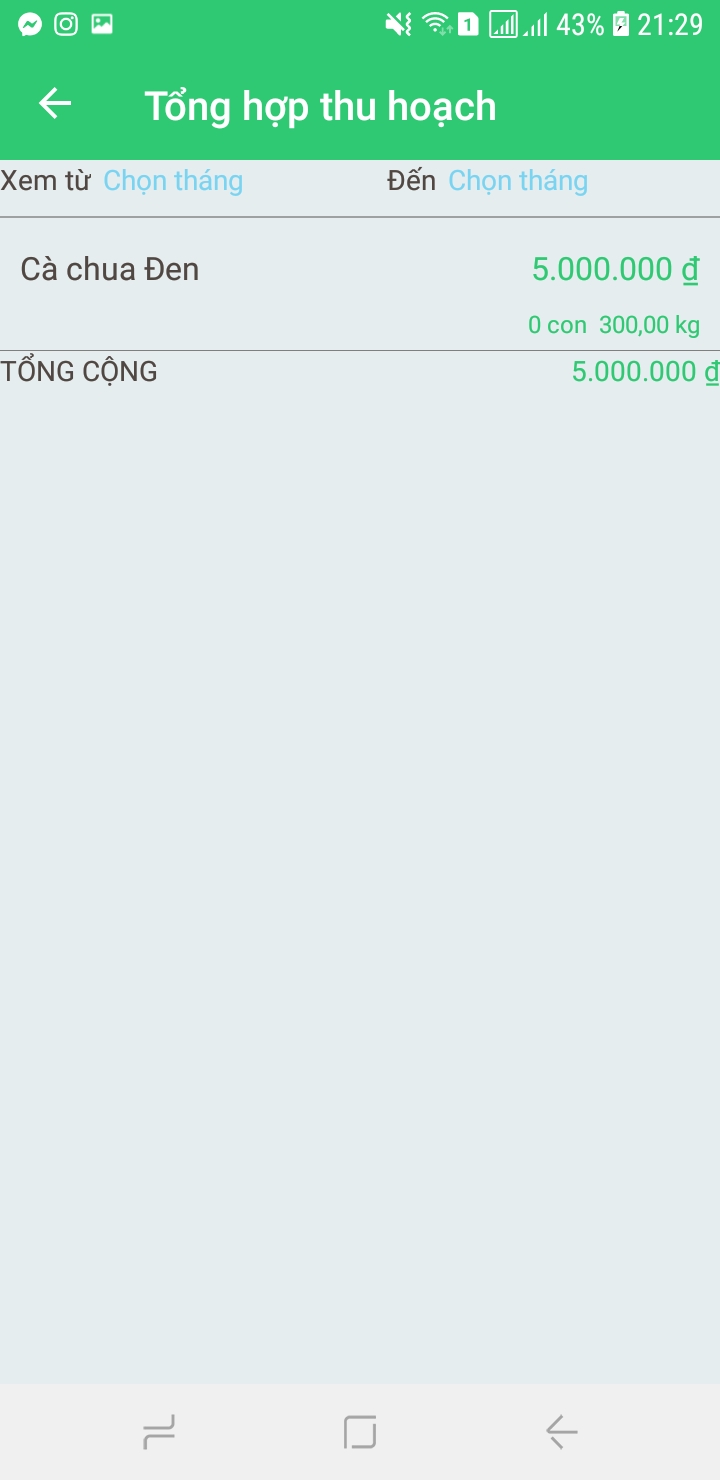 1 43% 21:29
Tổng hợp thu hoạch
Xem từ Chọn tháng Đến Chọn tháng
Cà chua Đen 5.000.000 ₫
0 con 300,00 kg
TỔNG CỘNG 5.000.000 ₫